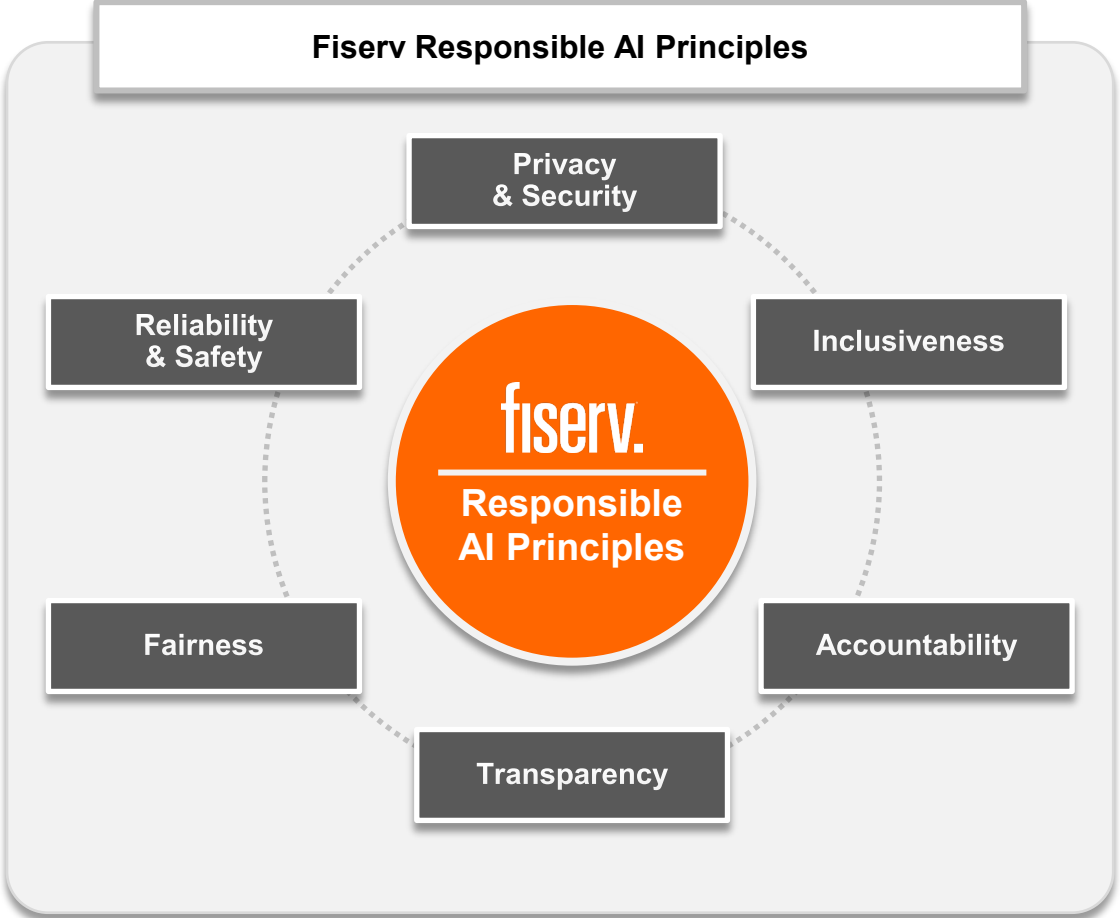 Fiserv Responsible AI Principles
Privacy
& Security
Reliability
& Safety
Inclusiveness
fiserv.
Responsible
AI Principles
Fairness
Accountability
Transparency